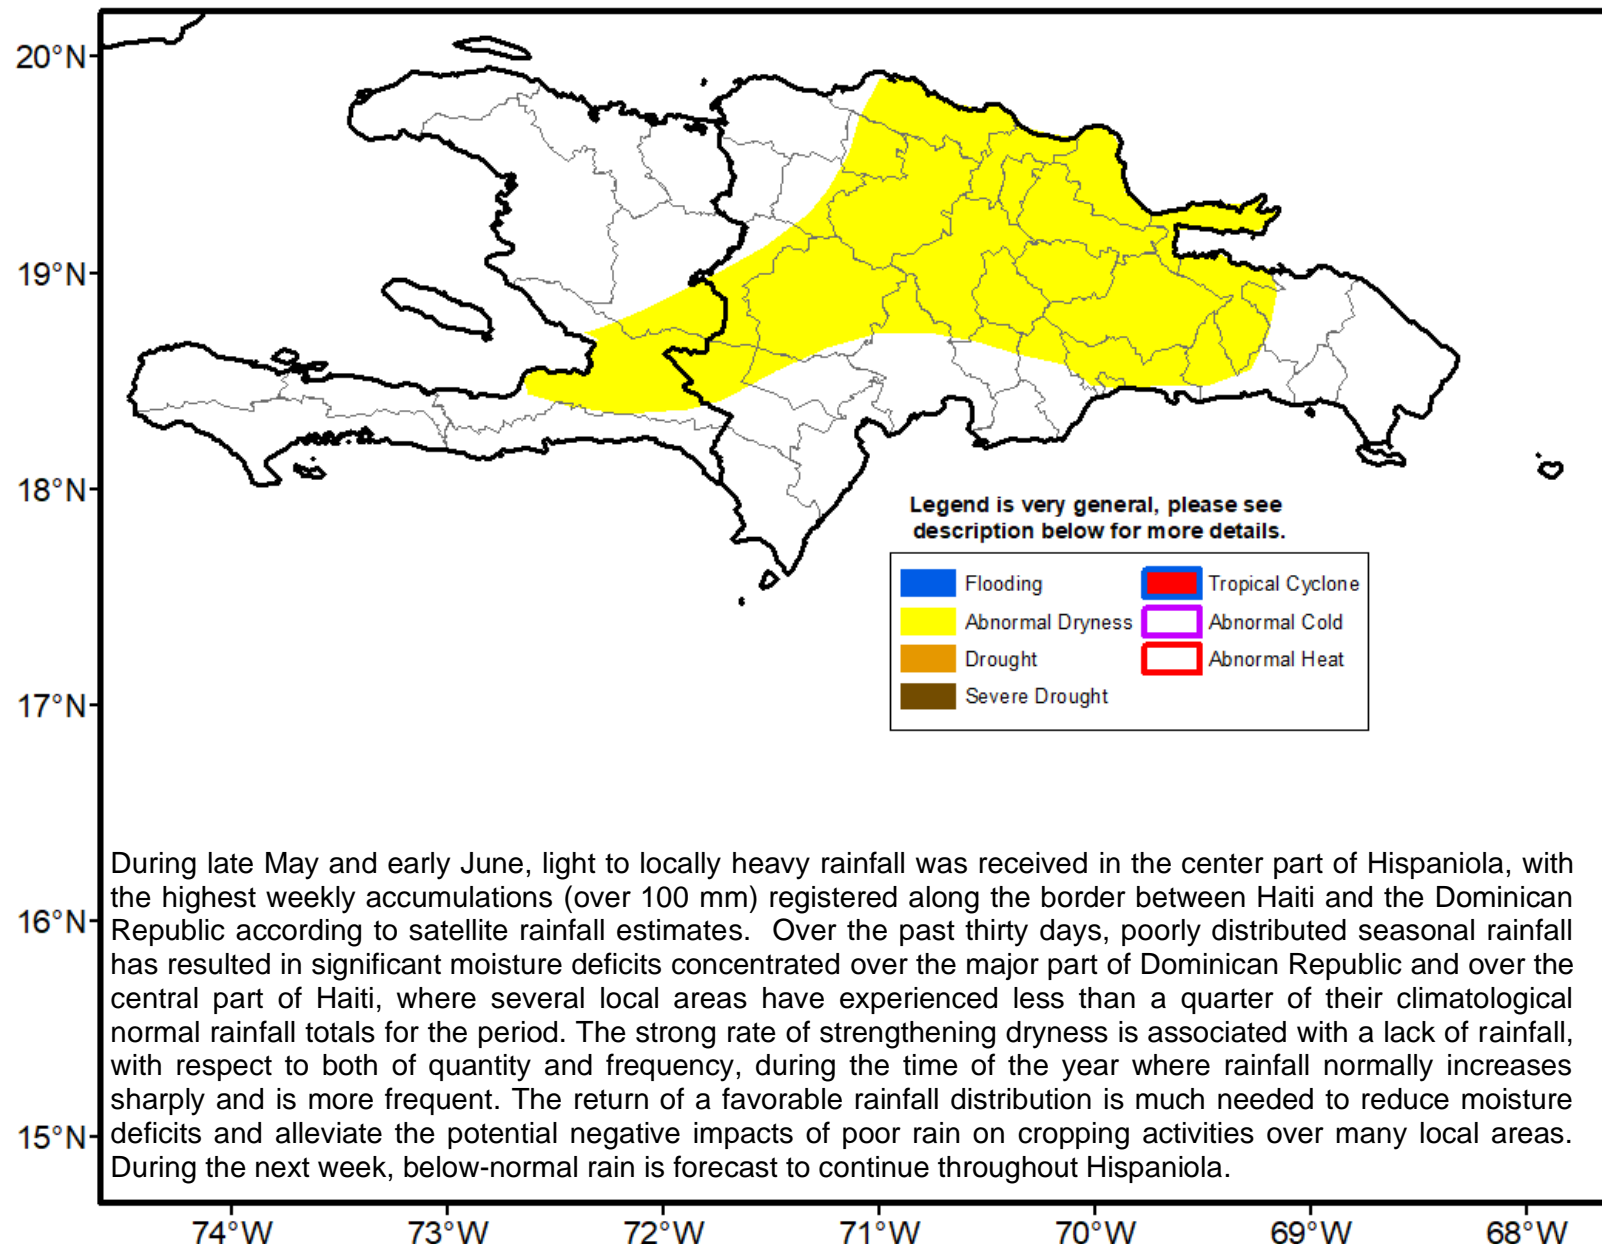 20°N
19°N
18°N
17°N
16°N
15°N
Legend is very general, please see
description below for more details.
Flooding
Abnormal Dryness
Drought
Severe Drought
Tropical Cyclone
Abnormal Cold
Abnormal Heat
During late May and early June, light to locally heavy rainfall was received in the center part of Hispaniola, with
the highest weekly accumulations (over 100 mm) registered along the border between Haiti and the Dominican
Republic according to satellite rainfall estimates.  Over the past thirty days, poorly distributed seasonal rainfall
has resulted in significant moisture deficits concentrated over the major part of Dominican Republic and over the
central part of Haiti, where several local areas have experienced less than a quarter of their climatological
normal rainfall totals for the period. The strong rate of strengthening dryness is associated with a lack of rainfall,
with respect to both of quantity and frequency, during the time of the year where rainfall normally increases
sharply and is more frequent. The return of a favorable rainfall distribution is much needed to reduce moisture
deficits and alleviate the potential negative impacts of poor rain on cropping activities over many local areas.
During the next week, below-normal rain is forecast to continue throughout Hispaniola.
74°W
73°W
72°W
71°W
70°W
69°W
68°W